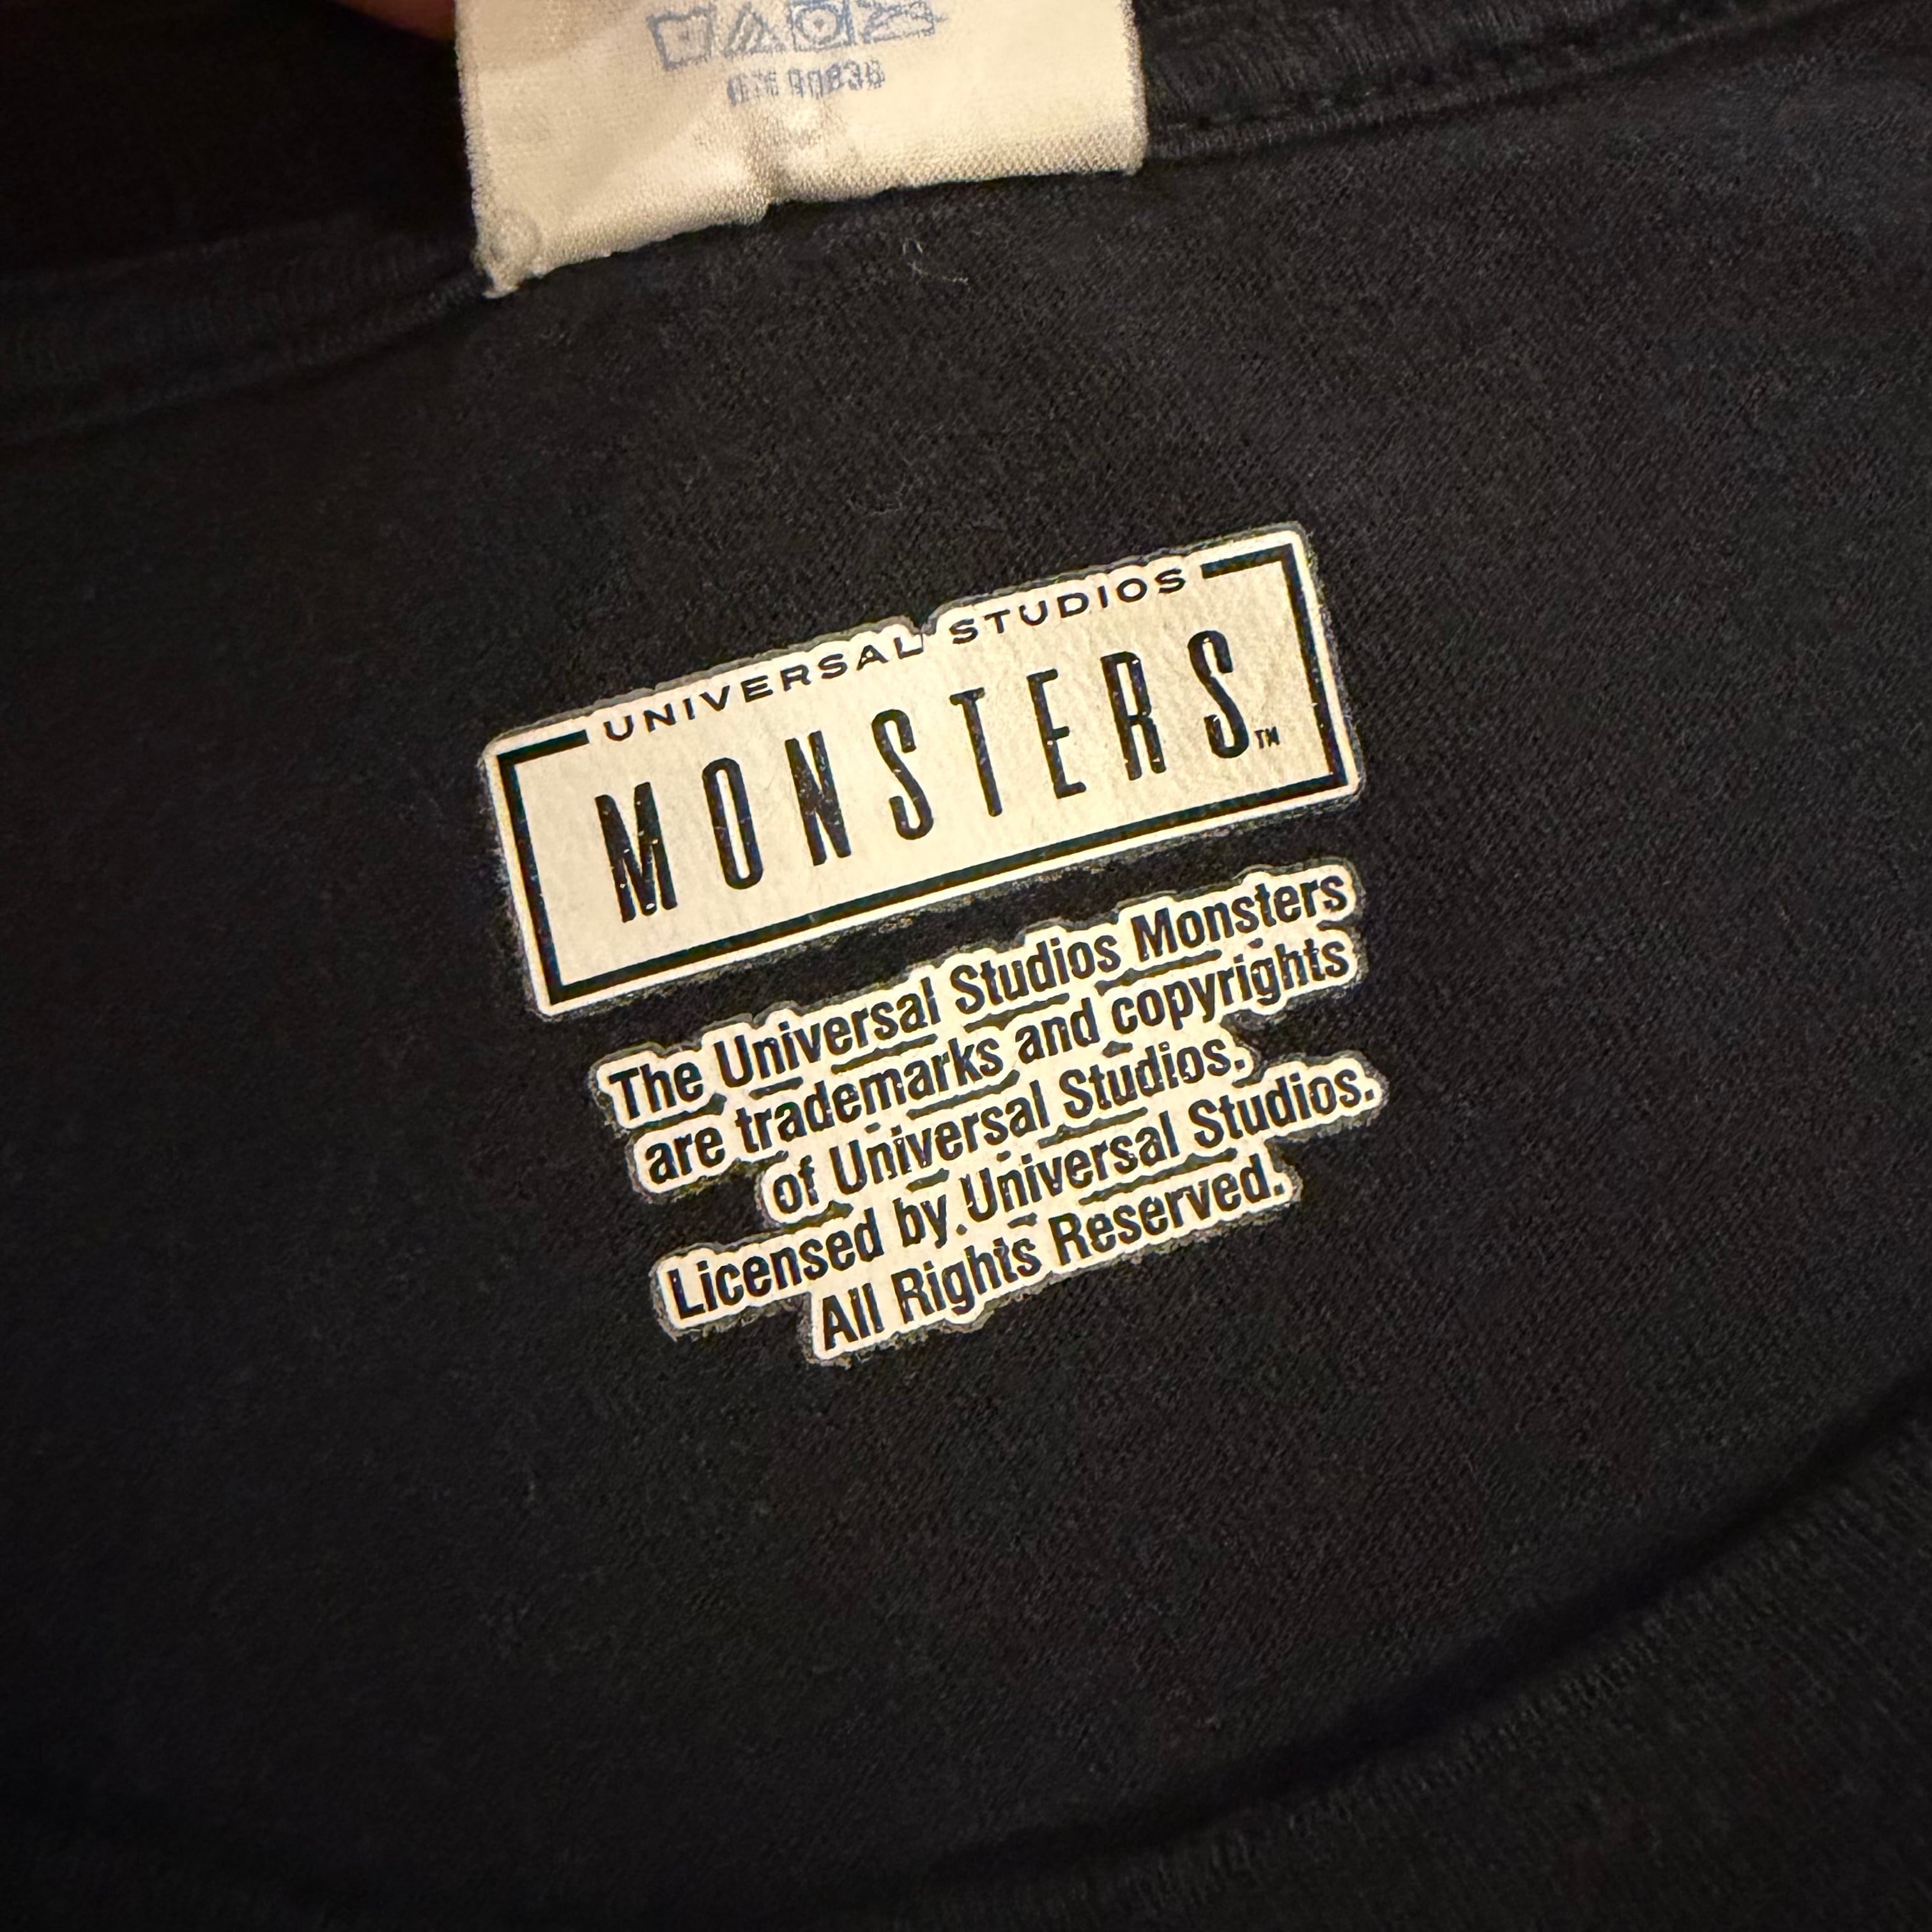 UNIVERSAL STUDIOS
MONSTERS™
The Universal Studios Monsters
are trademarks and copyrights
of Universal Studios.
Licensed by Universal Studios.
All Rights Reserved.